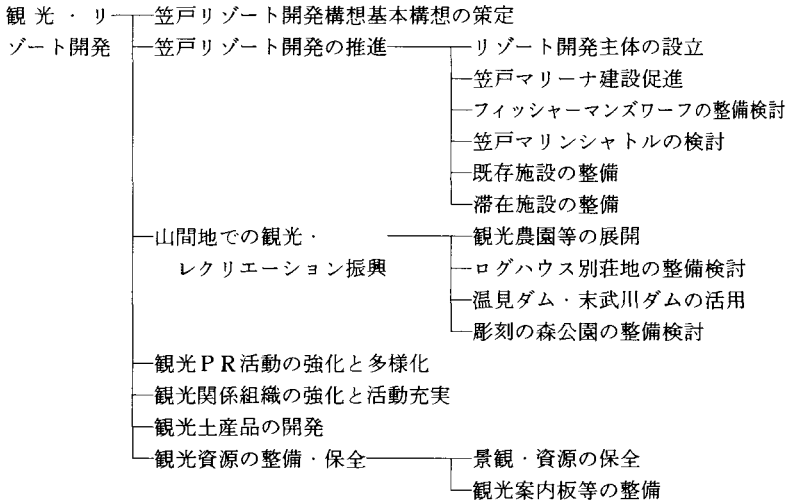 観光・リゾート開発
笠戸リゾート開発構想基本構想の策定
笠戸リゾート開発の推進
リゾート開発主体の設立
笠戸マリーナ建設促進
フィッシャーマンズワーフの整備検討
笠戸マリンシャトルの検討
既存施設の整備
滞在施設の整備
山間地での観光・
レクリエーション振興
観光農園等の展開
ログハウス別荘地の整備検討
温見ダム・末武川ダムの活用
彫刻の森公園の整備検討
観光PR活動の強化と多様化
観光関係組織の強化と活動充実
観光土産品の開発
観光資源の整備・保全
景観・資源の保全
観光案内板等の整備